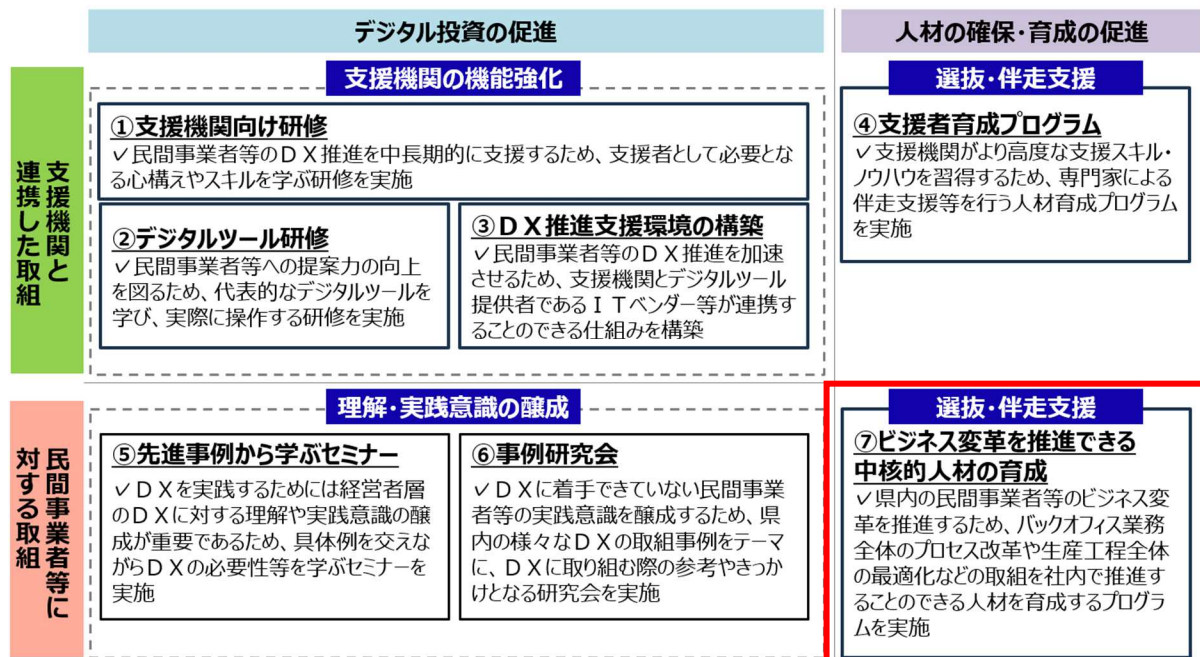 デジタル投資の促進
人材の確保・育成の促進
支援機関と
連携した取組
支援機関の機能強化
①支援機関向け研修
✓民間事業者等のＤＸ推進を中長期的に支援するため、支援者として必要とな
る心構えやスキルを学ぶ研修を実施
②デジタルツール研修
✓民間事業者等への提案力の向上
を図るため、代表的なデジタルツールを
学び、実際に操作する研修を実施
③ＤＸ推進支援環境の構築
✓民間事業者等のＤＸ推進を加速
させるため、支援機関とデジタルツール
提供者であるＩＴベンダー等が連携す
ることのできる仕組みを構築
選抜・伴走支援
④支援者育成プログラム
✓支援機関がより高度な支援スキル・
ノウハウを習得するため、専門家による
伴走支援等を行う人材育成プログラム
を実施
民間事業者等に
対する取組
理解・実践意識の醸成
⑤先進事例から学ぶセミナー
✓ＤＸを実践するためには経営者層
のＤＸに対する理解や実践意識の醸
成が重要であるため、具体例を交えな
がらＤＸの必要性等を学ぶセミナーを
実施
⑥事例研究会
✓ＤＸに着手できていない民間事業
者等の実践意識を醸成するため、県
内の様々なＤＸの取組事例をテーマ
に、ＤＸに取り組む際の参考やきっか
けとなる研究会を実施
選抜・伴走支援
⑦ビジネス変革を推進できる
中核的人材の育成
✓県内の民間事業者等のビジネス変
革を推進するため、バックオフィス業務
全体のプロセス改革や生産工程全体
の最適化などの取組を社内で推進す
ることのできる人材を育成するプログラ
ムを実施